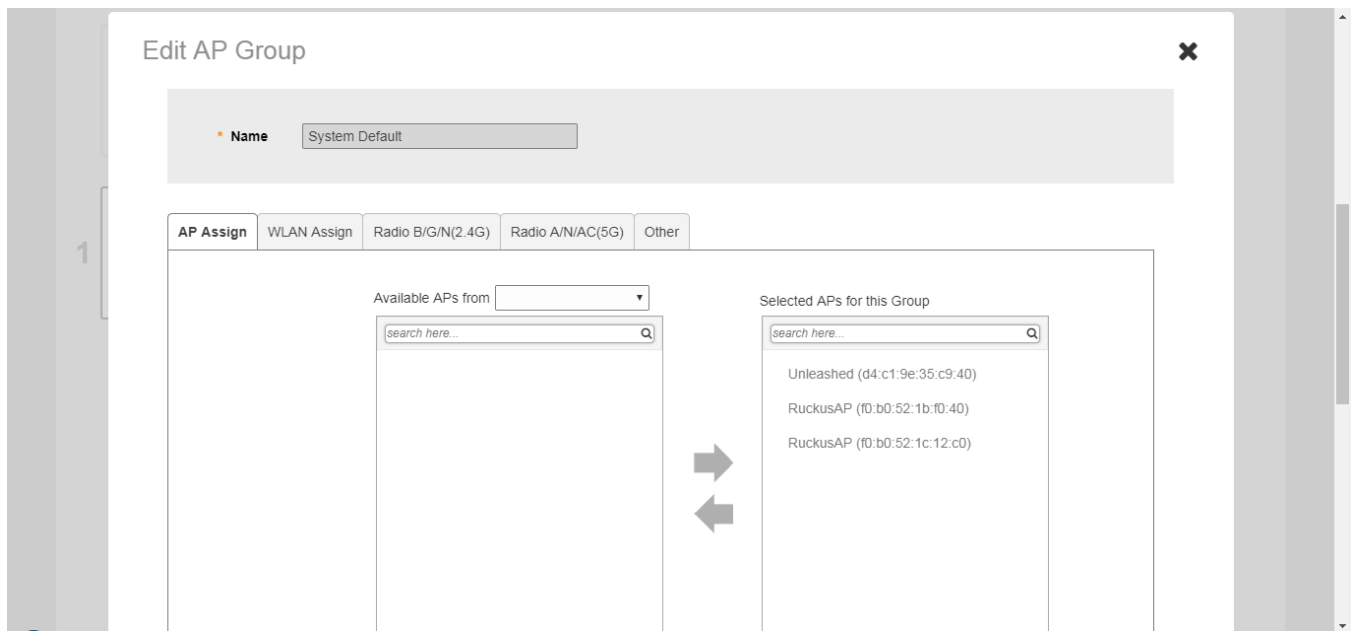 Edit AP Group
* Name System Default
1
AP Assign WLAN Assign Radio B/G/N(2.4G) Radio A/N/AC(5G) Other
Available APs from
Selected APs for this Group
search here...
search here...
Unleashed (d4:c1:9e:35:c9:40)
RuckusAP (f0:b0:52:1b:f0:40)
RuckusAP (f0:b0:52:1c:12:c0)